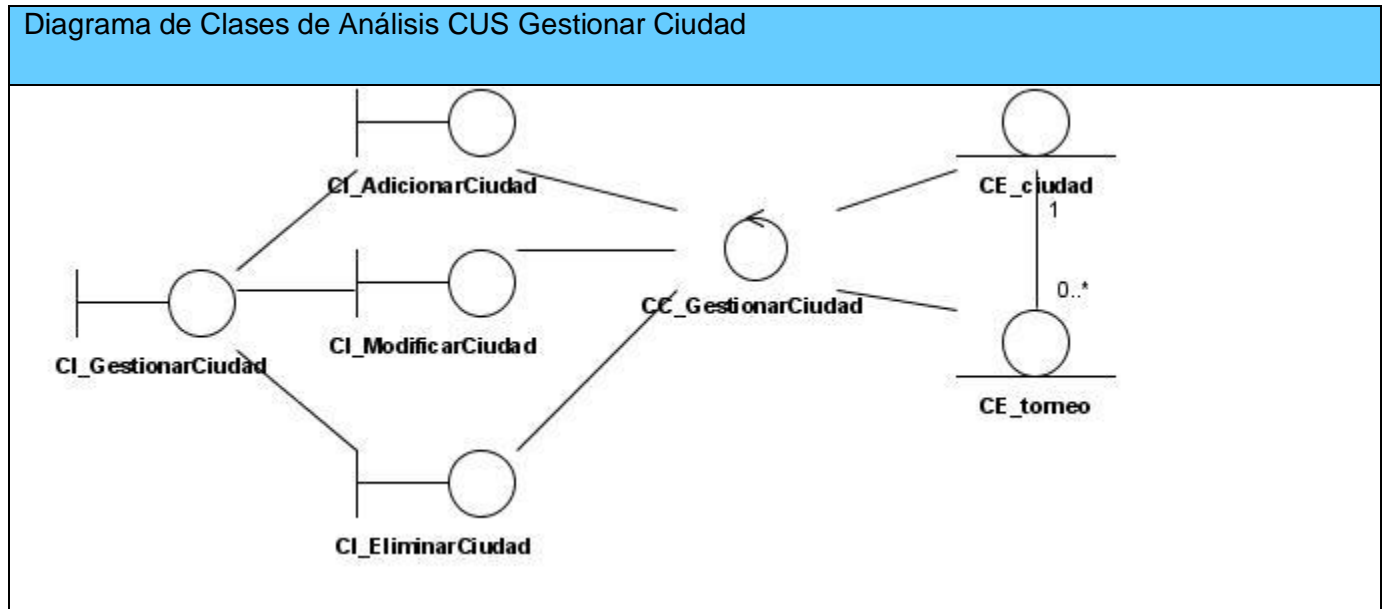 Diagrama de Clases de Análisis CUS Gestionar Ciudad
CI_AdicionarCiudad
CE_ciudad
1
CC_GestionarCiudad
0..*
CI_ModificarCiudad
CI_GestionarCiudad
CE_torneo
CI_EliminarCiudad